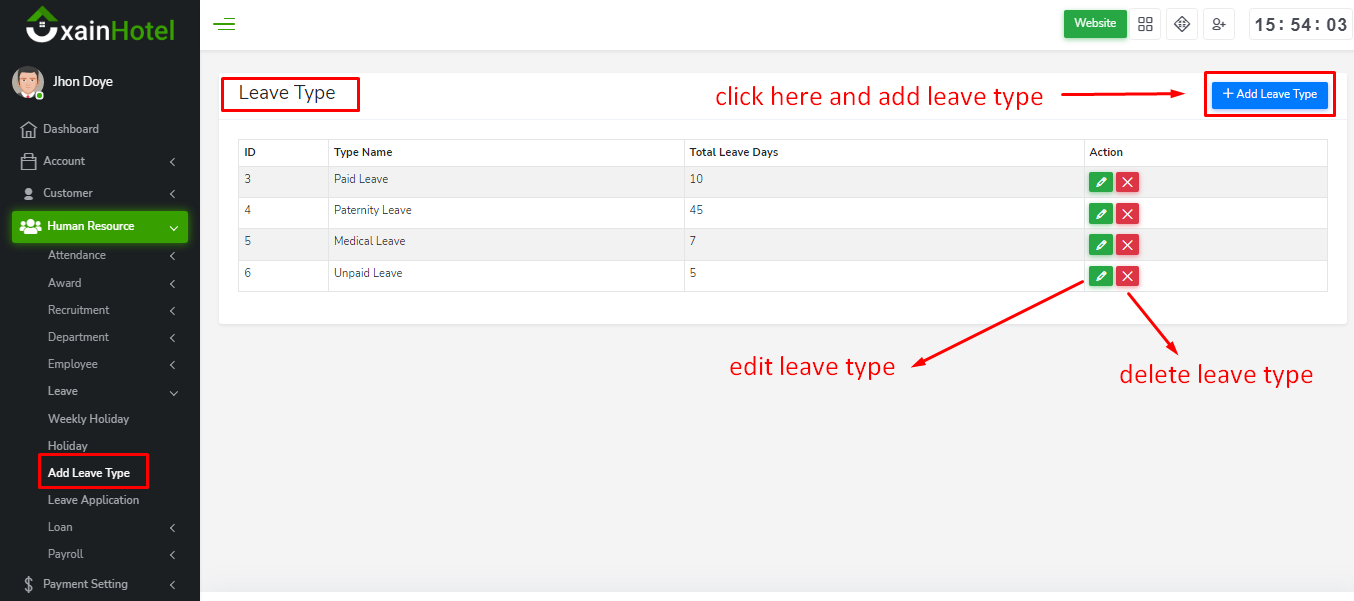 xainHotel
Website
15:54:03
Jhon Doye
Dashboard
Account
Customer
Human Resource
Attendance
Award
Recruitment
Department
Employee
Leave
Weekly Holiday
Holiday
Add Leave Type
Leave Application
Loan
Payroll
Payment Setting
Leave Type
click here and add leave type
+ Add Leave Type
ID Type Name Total Leave Days Action
3 Paid Leave 10
4 Paternity Leave 45
5 Medical Leave 7
6 Unpaid Leave 5
edit leave type
delete leave type